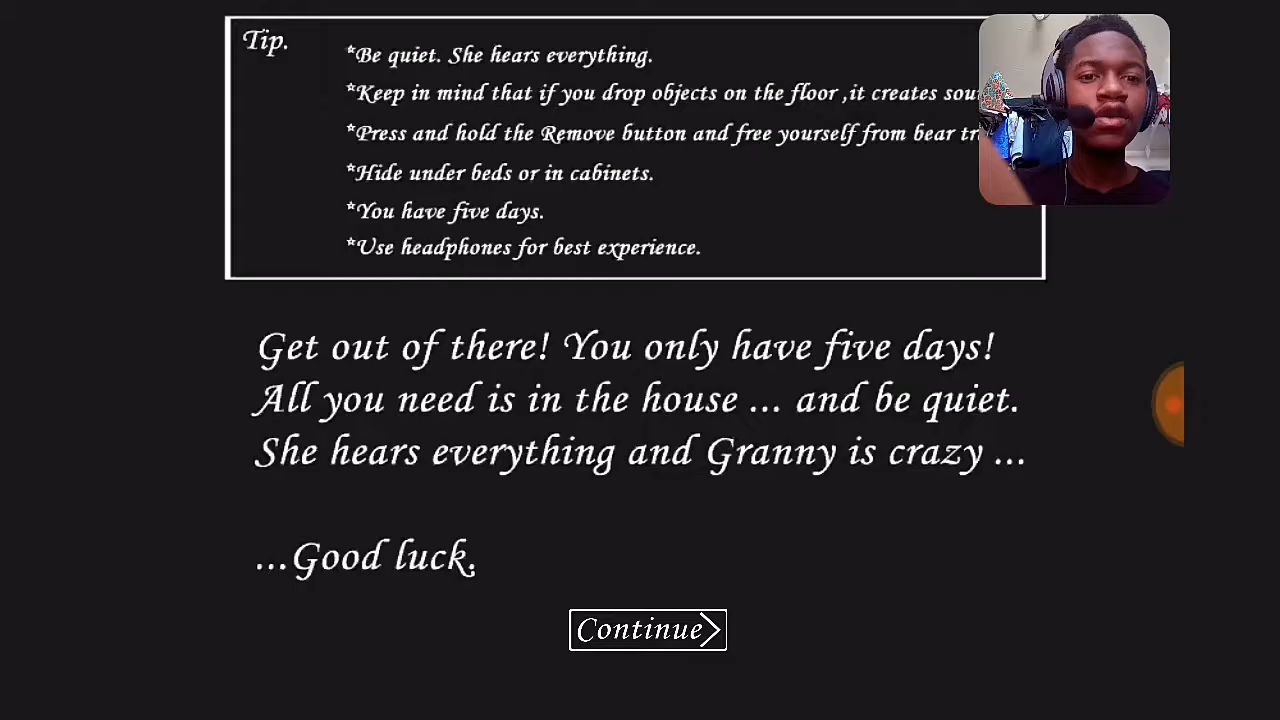 Tip.
*Be quiet. She hears everything.
*Keep in mind that if you drop objects on the floor ,it creates
*Press and hold the Remove button and free yourself from bear
*Hide under beds or in cabinets.
*You have five days.
*Use headphones for best experience.
Get out of there! You only have five days!
All you need is in the house ... and be quiet.
She hears everything and Granny is crazy ...
...Good luck.
Continue